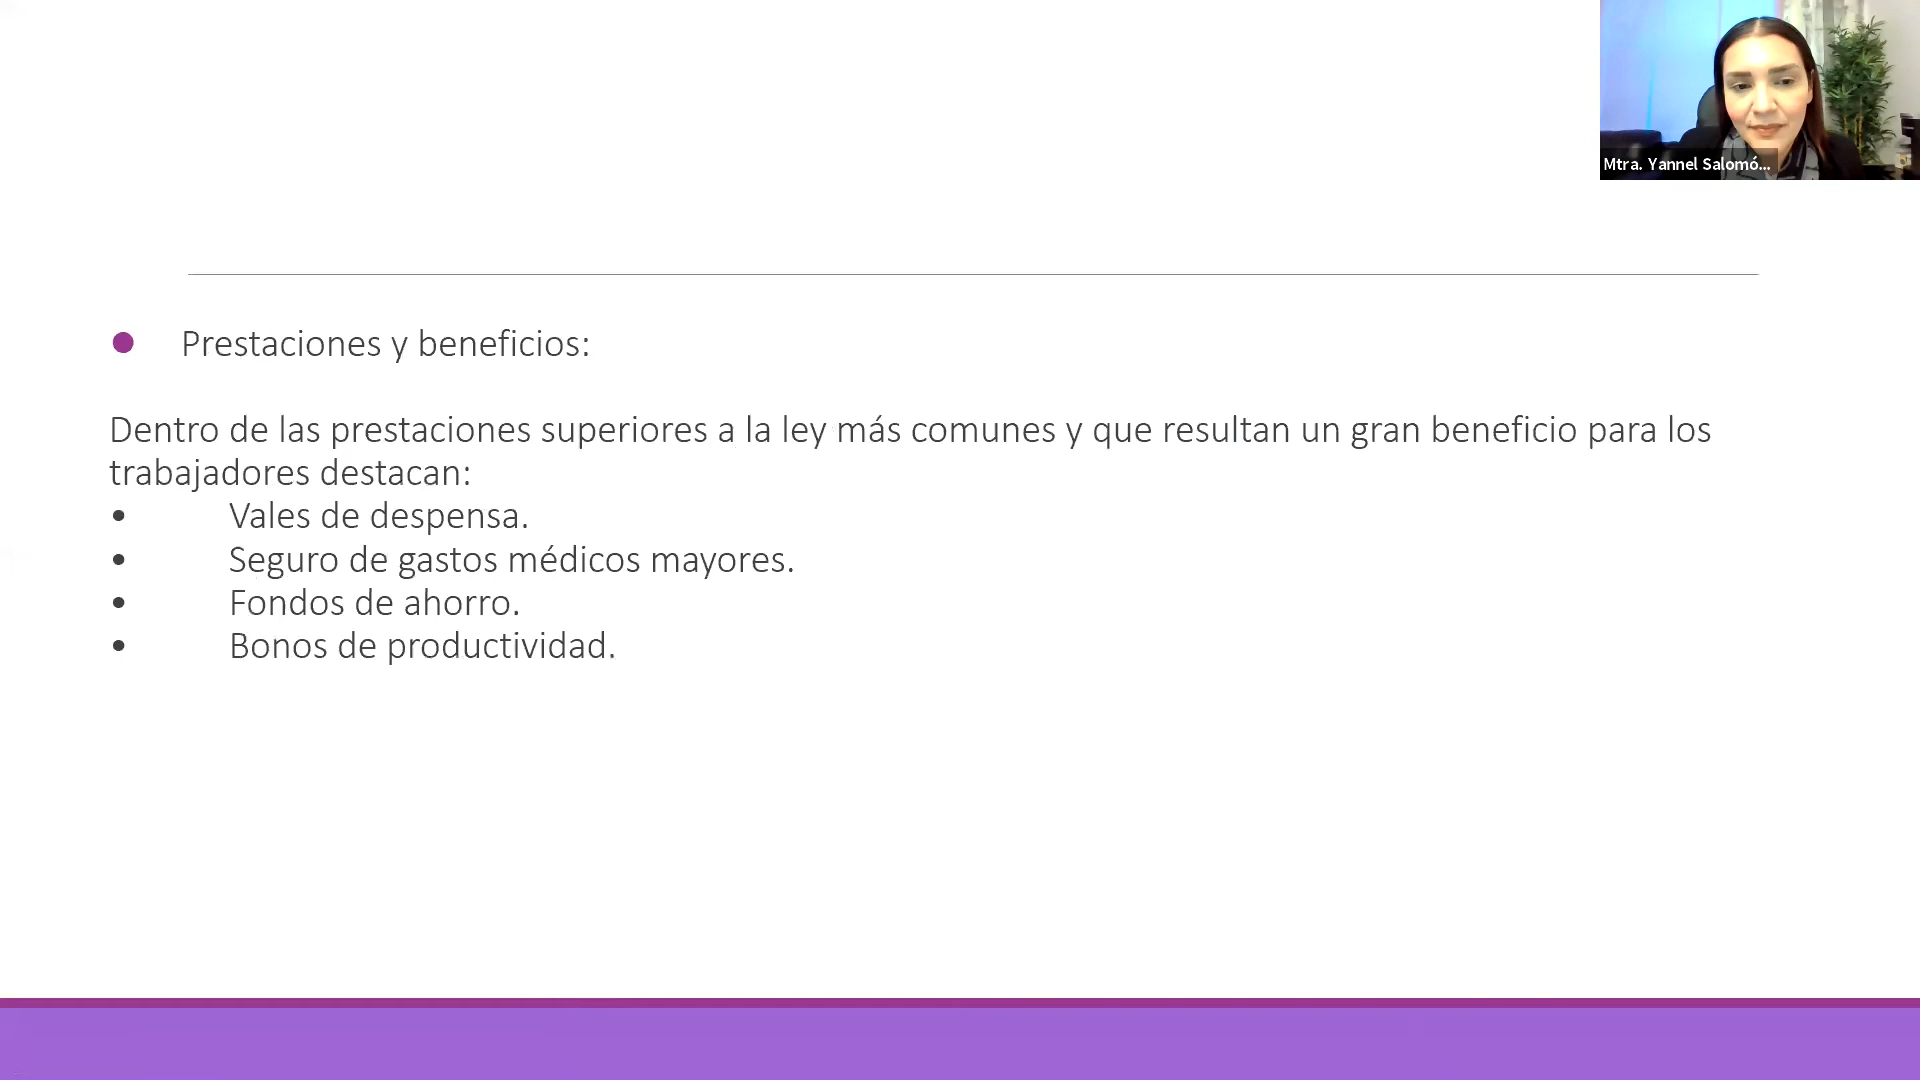 Mtra. Yannel Salomó...
● Prestaciones y beneficios:
Dentro de las prestaciones superiores a la ley más comunes y que resultan un gran beneficio para los
trabajadores destacan:
• Vales de despensa.
• Seguro de gastos médicos mayores.
• Fondos de ahorro.
• Bonos de productividad.